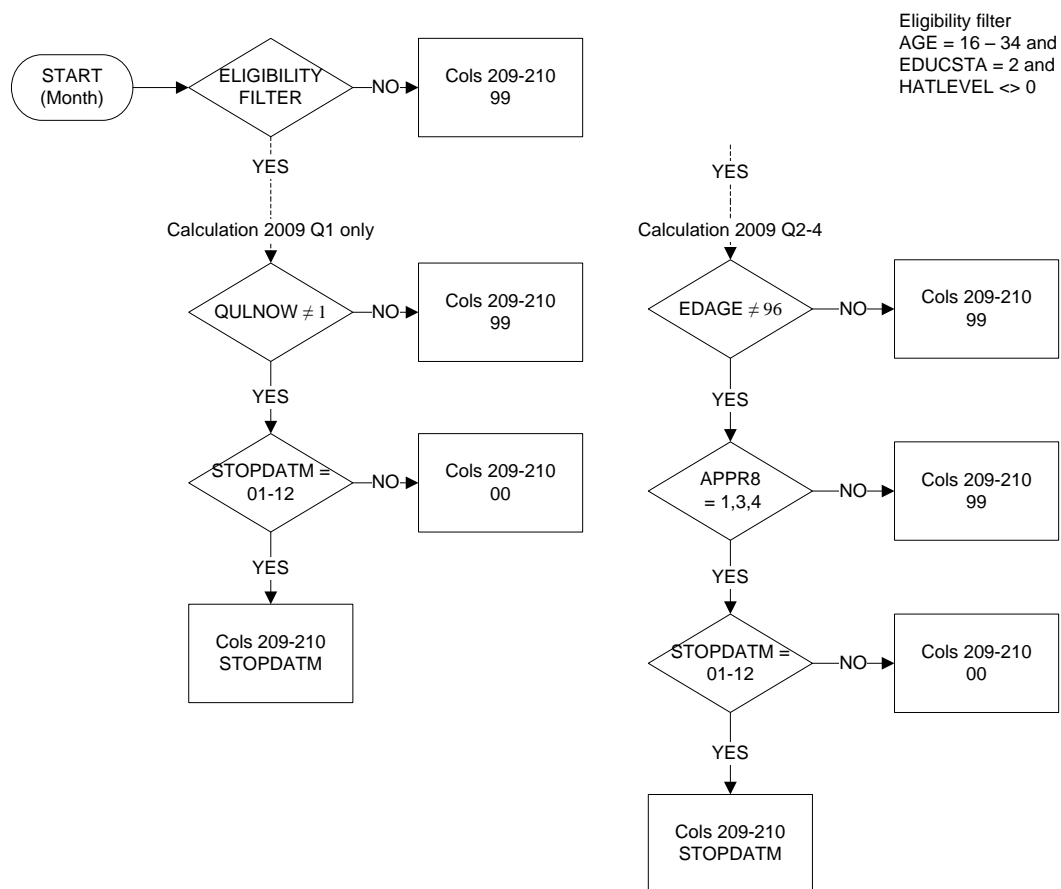 Eligibility filter
AGE = 16 – 34 and
EDUCSTA = 2 and
HATLEVEL <> 0
START
(Month)
ELIGIBILITY
FILTER
NO
Cols 209-210
99
YES
Calculation 2009 Q1 only
QULNOW ≠ 1
NO
Cols 209-210
99
YES
STOPDATM =
01-12
NO
Cols 209-210
00
YES
Cols 209-210
STOPDATM
YES
Calculation 2009 Q2-4
EDAGE ≠ 96
NO
Cols 209-210
99
YES
APPR8
= 1,3,4
NO
Cols 209-210
99
YES
STOPDATM =
01-12
NO
Cols 209-210
00
YES
Cols 209-210
STOPDATM